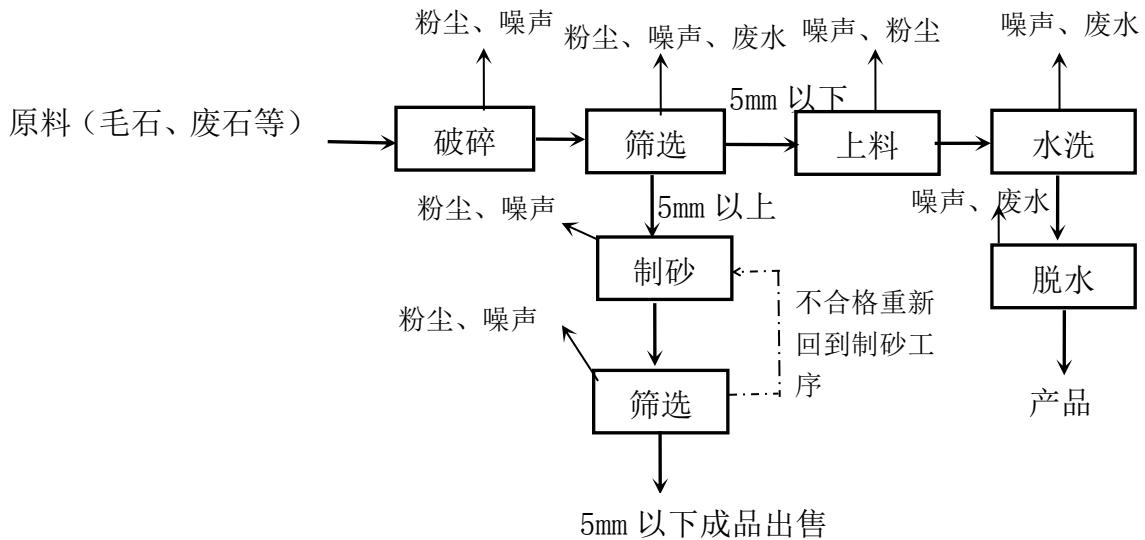 粉尘、噪声
粉尘、噪声、废水
噪声、粉尘
噪声、废水
原料（毛石、废石等）
破碎
筛选
5mm 以下
上料
水洗
粉尘、噪声
5mm 以上
噪声、废水
制砂
脱水
粉尘、噪声
不合格重新
回到制砂工
序
筛选
产品
5mm 以下成品出售